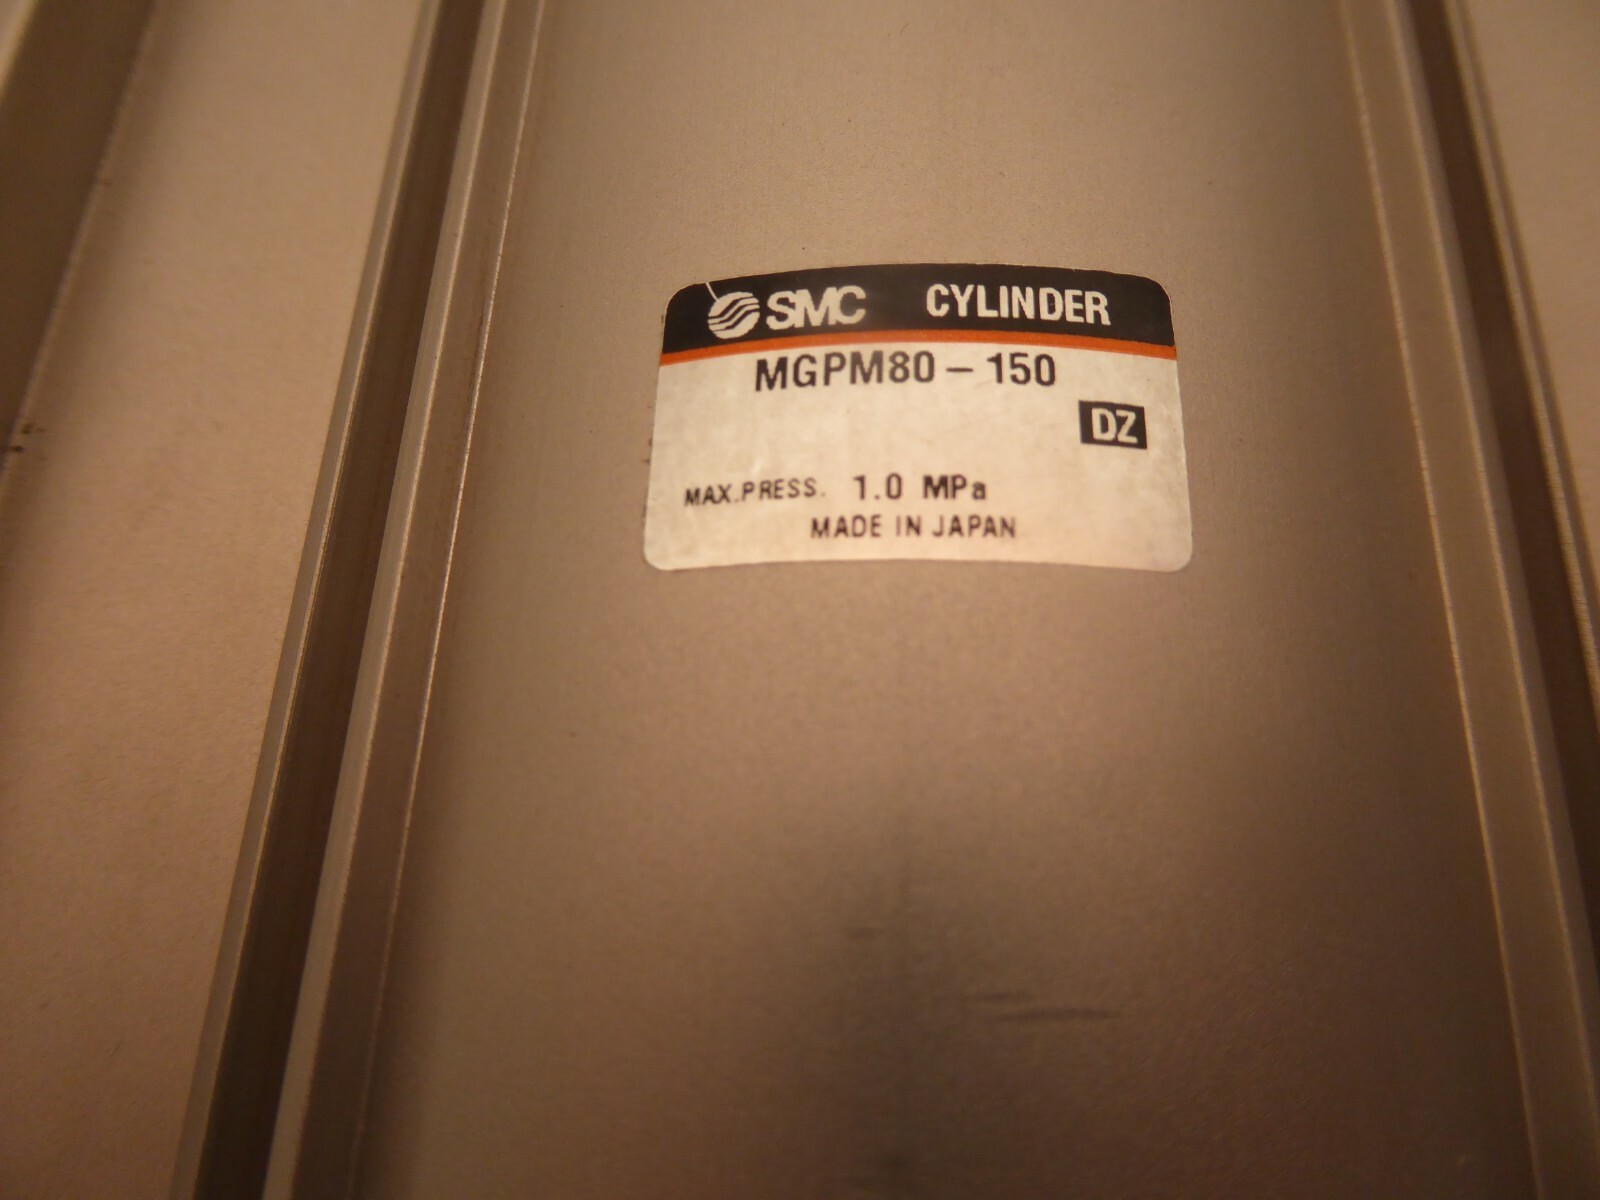 SMC CYLINDER
MGPM80-150
DZ
MAX.PRESS. 1.0 MPa
MADE IN JAPAN